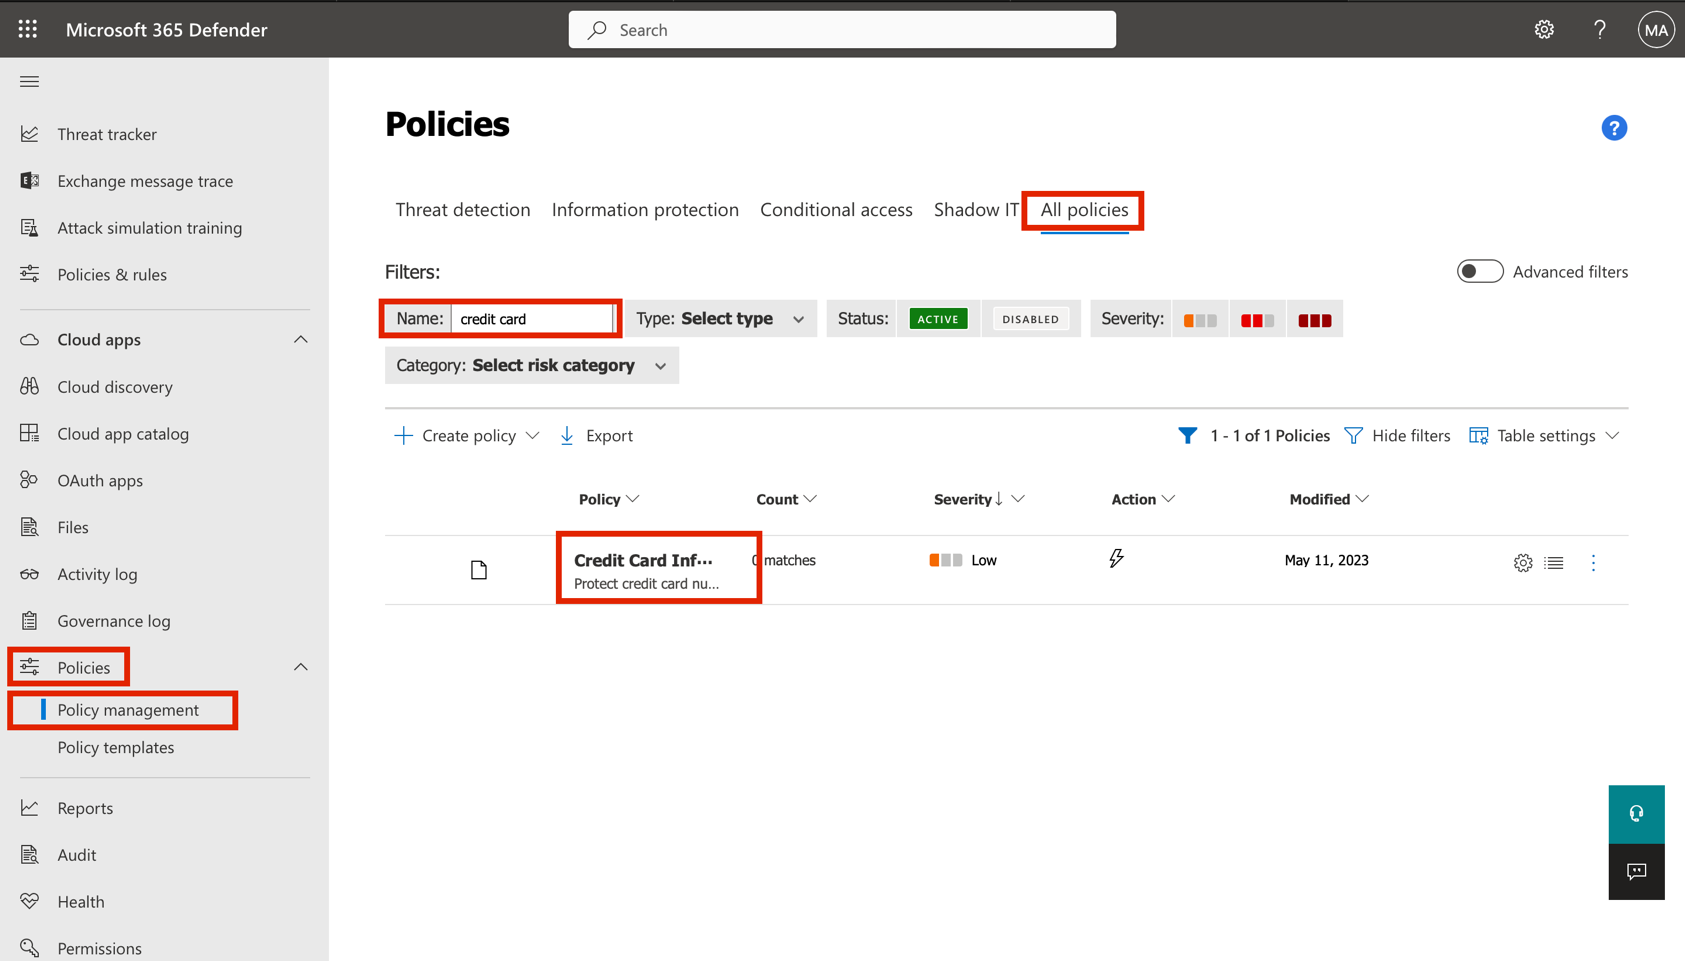 Microsoft 365 Defender
Search
?
MA
Threat tracker
Exchange message trace
Attack simulation training
Policies & rules
Cloud apps
Cloud discovery
Cloud app catalog
OAuth apps
Files
Activity log
Governance log
Policies
Policy management
Policy templates
Reports
Audit
Health
Permissions
Policies
?
Threat detection Information protection Conditional access Shadow IT All policies
Filters:
Advanced filters
Name: credit card Type: Select type Status: ACTIVE DISABLED Severity:
Category: Select risk category
Create policy Export 1 - 1 of 1 Policies Hide filters Table settings
Policy Count Severity Action Modified
Credit Card Inf... 0 matches Low May 11, 2023
Protect credit card nu...